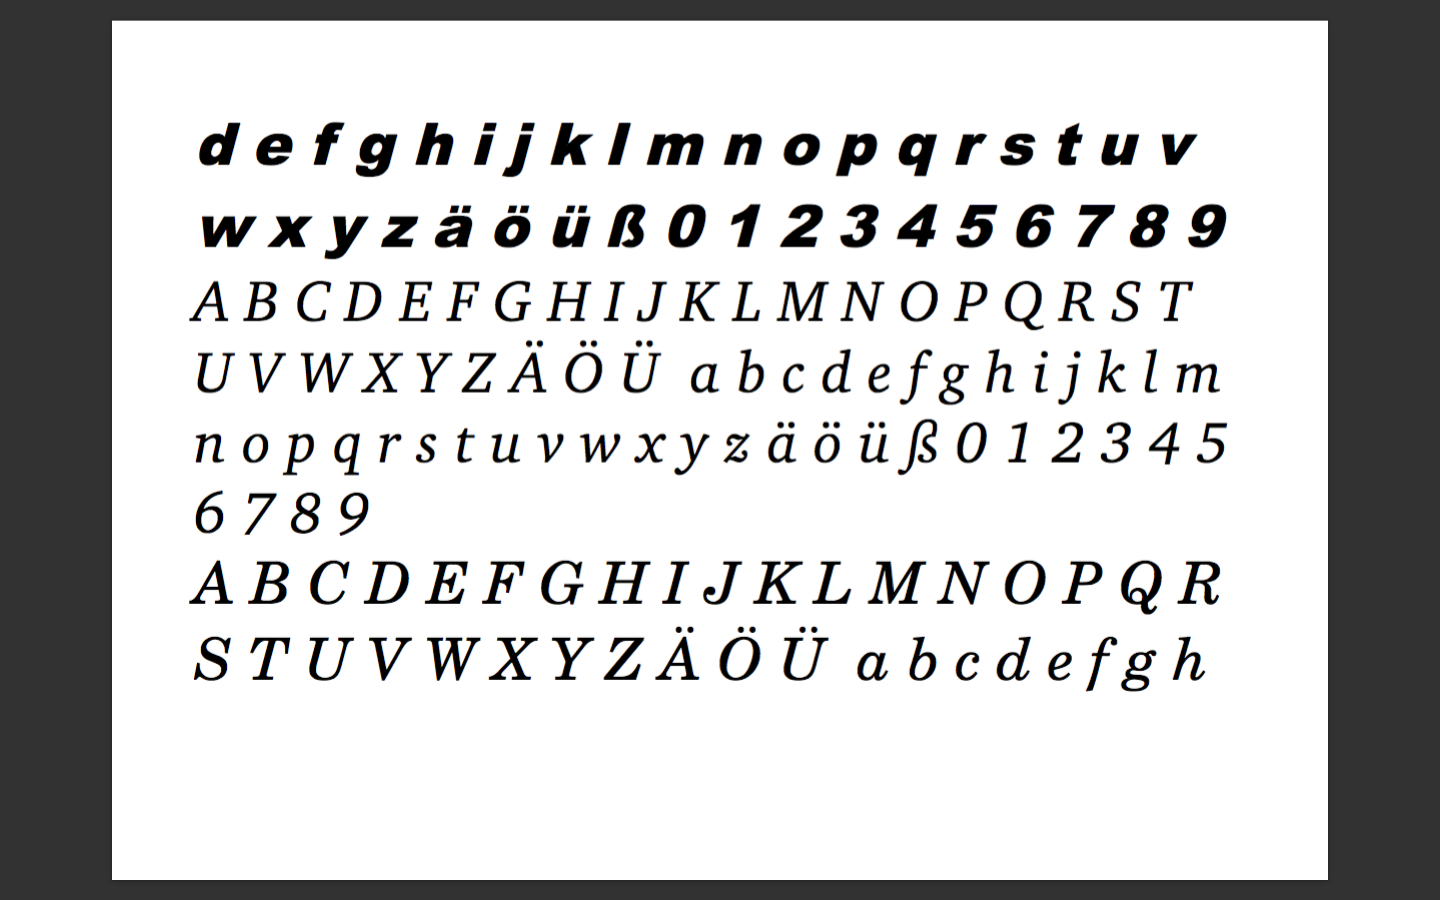 d e f g h i j k l m n o p q r s t u v
w x y z ä ö ü ß 0 1 2 3 4 5 6 7 8 9
A B C D E F G H I J K L M N O P Q R S T
U V W X Y Z Ä Ö Ü a b c d e f g h i j k l m
n o p q r s t u v w x y z ä ö ü ß 0 1 2 3 4 5
6 7 8 9
A B C D E F G H I J K L M N O P Q R
S T U V W X Y Z Ä Ö Ü a b c d e f g h